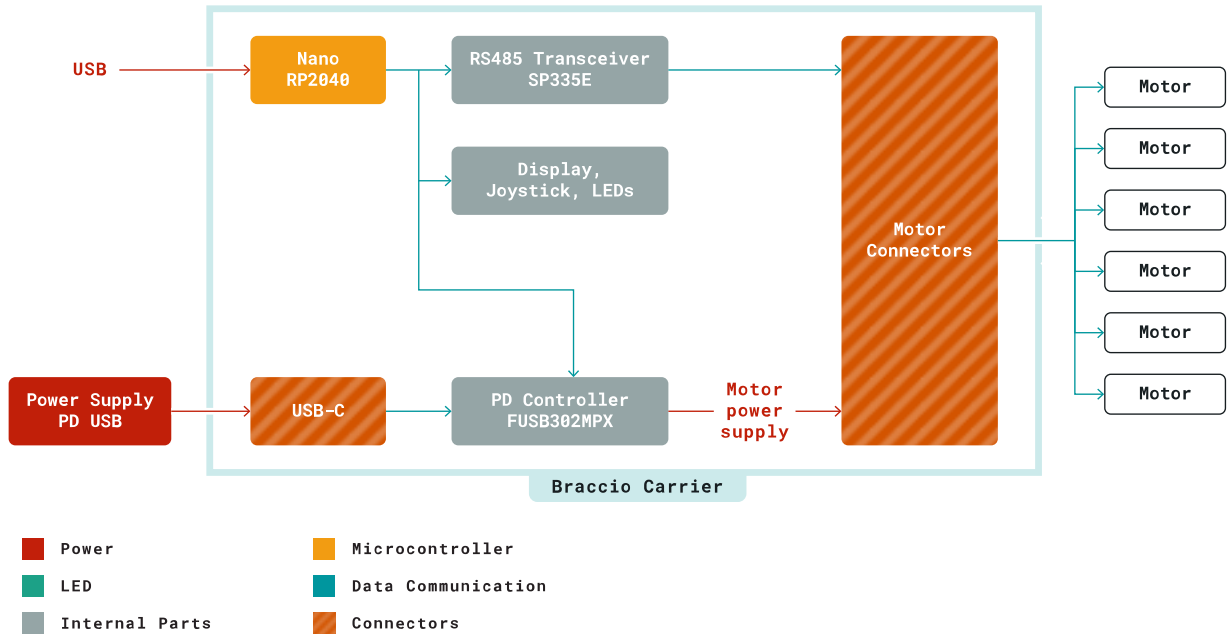 USB
Nano
RP2040
RS485 Transceiver
SP335E
Display,
Joystick, LEDs
Motor
Connectors
Motor
Motor
Motor
Motor
Motor
Motor
Power Supply
PD USB
USB-C
PD Controller
FUSB302MPX
Motor
power
supply
Braccio Carrier
Power
Microcontroller
LED
Data Communication
Internal Parts
Connectors